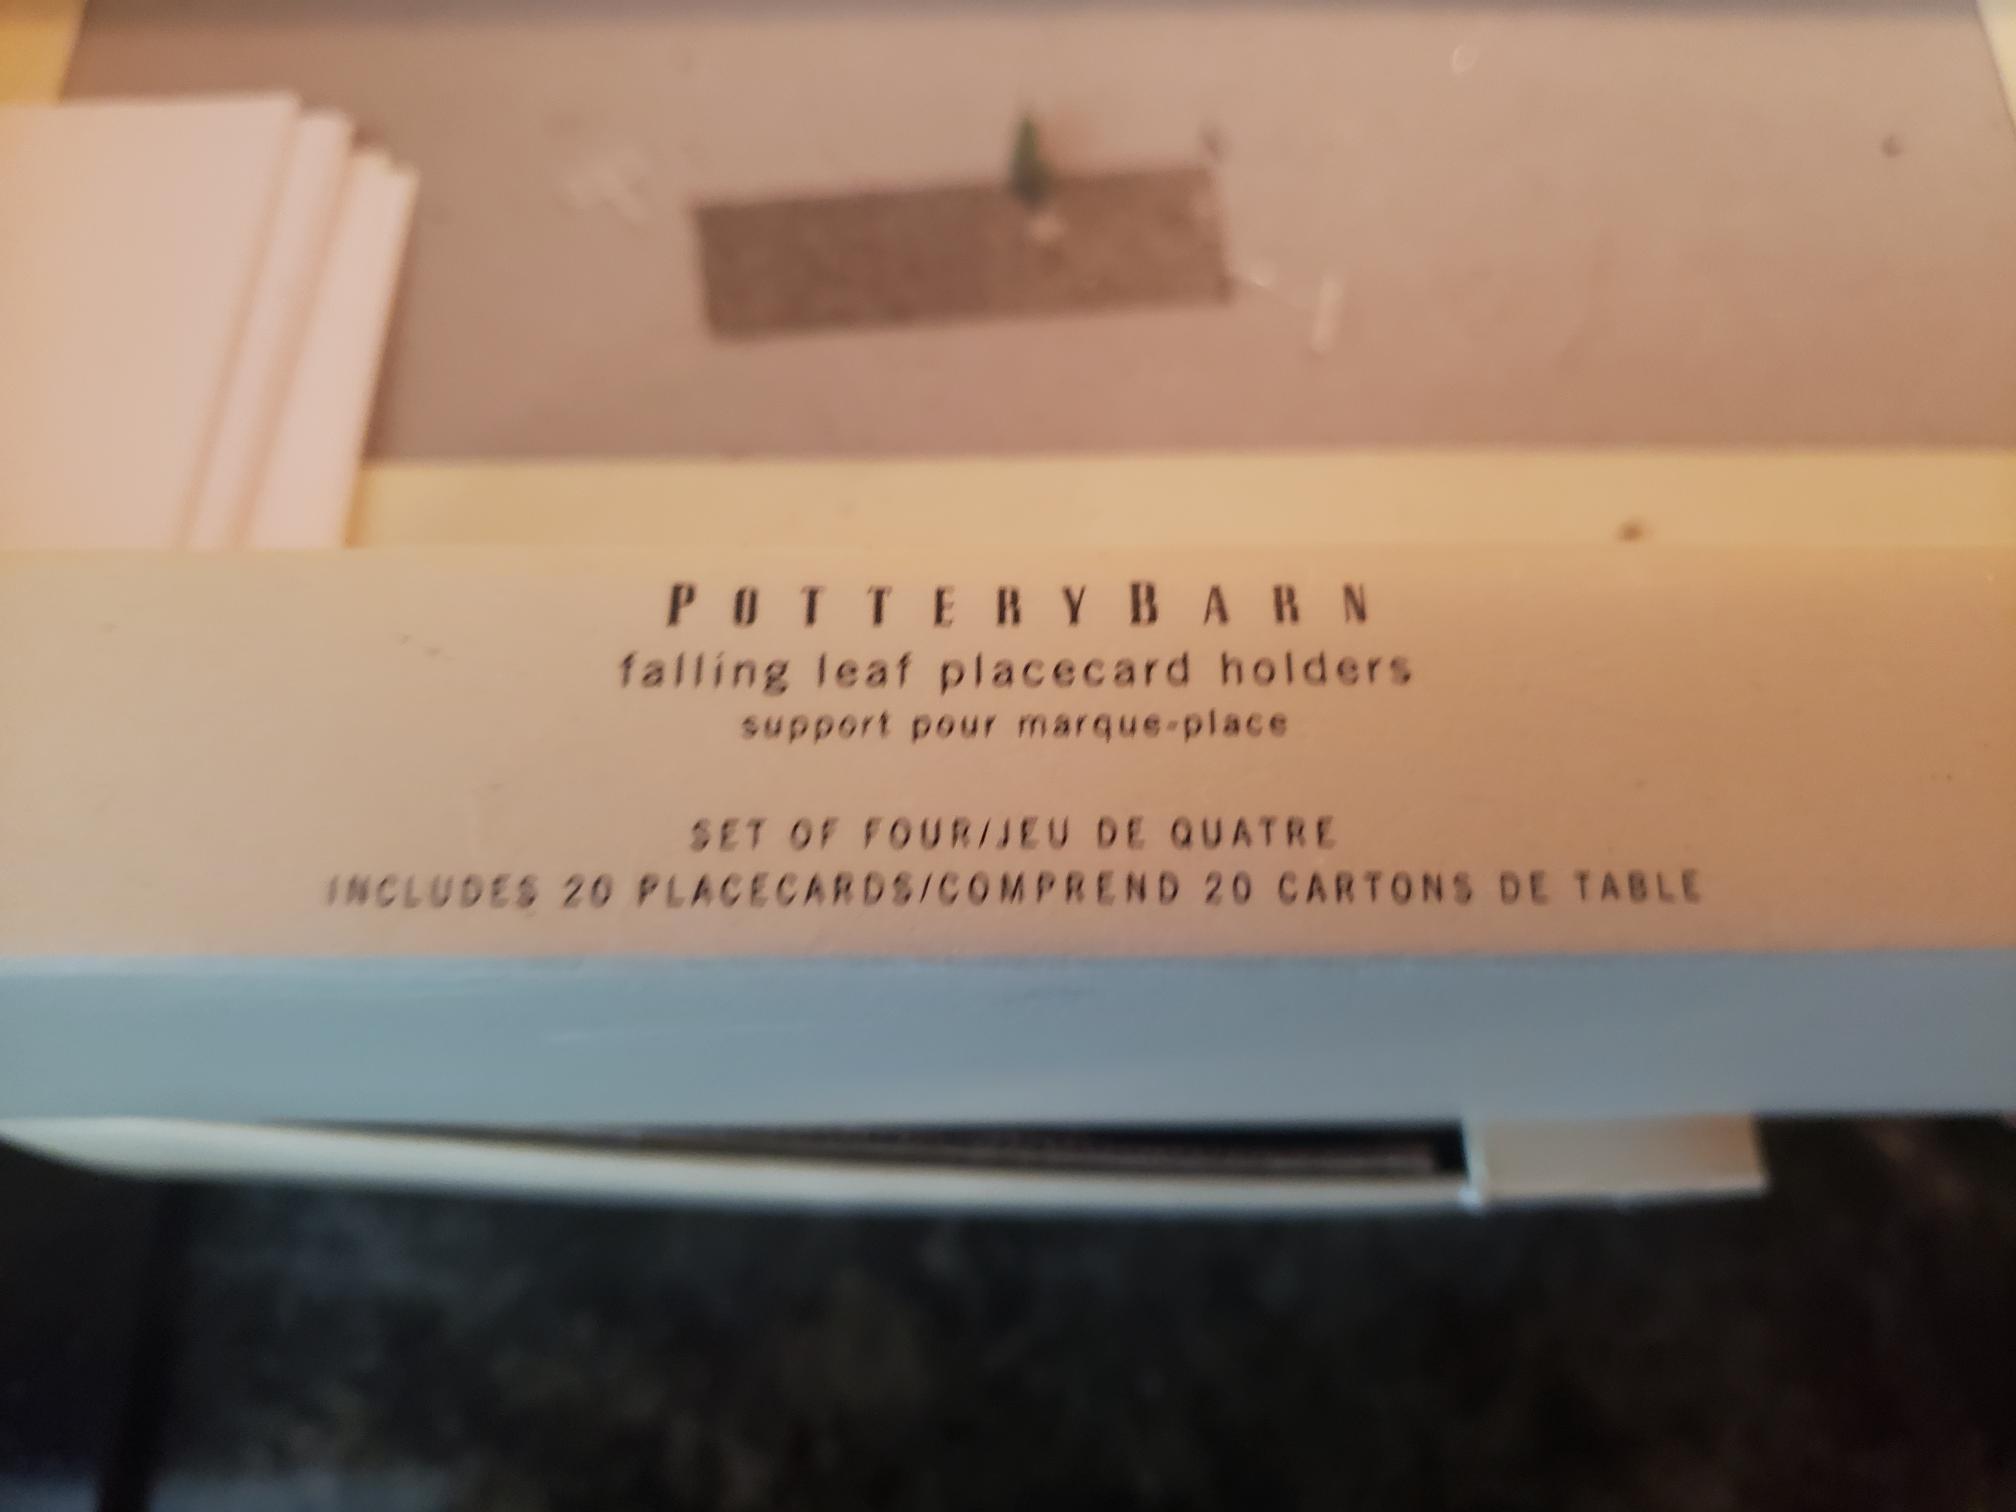 POTTERYBARN
falling leaf placecard holders
support pour marque-place
SET OF FOUR/JEU DE QUATRE
INCLUDES 20 PLACECARDS/COMPREND 20 CARTONS DE TABLE